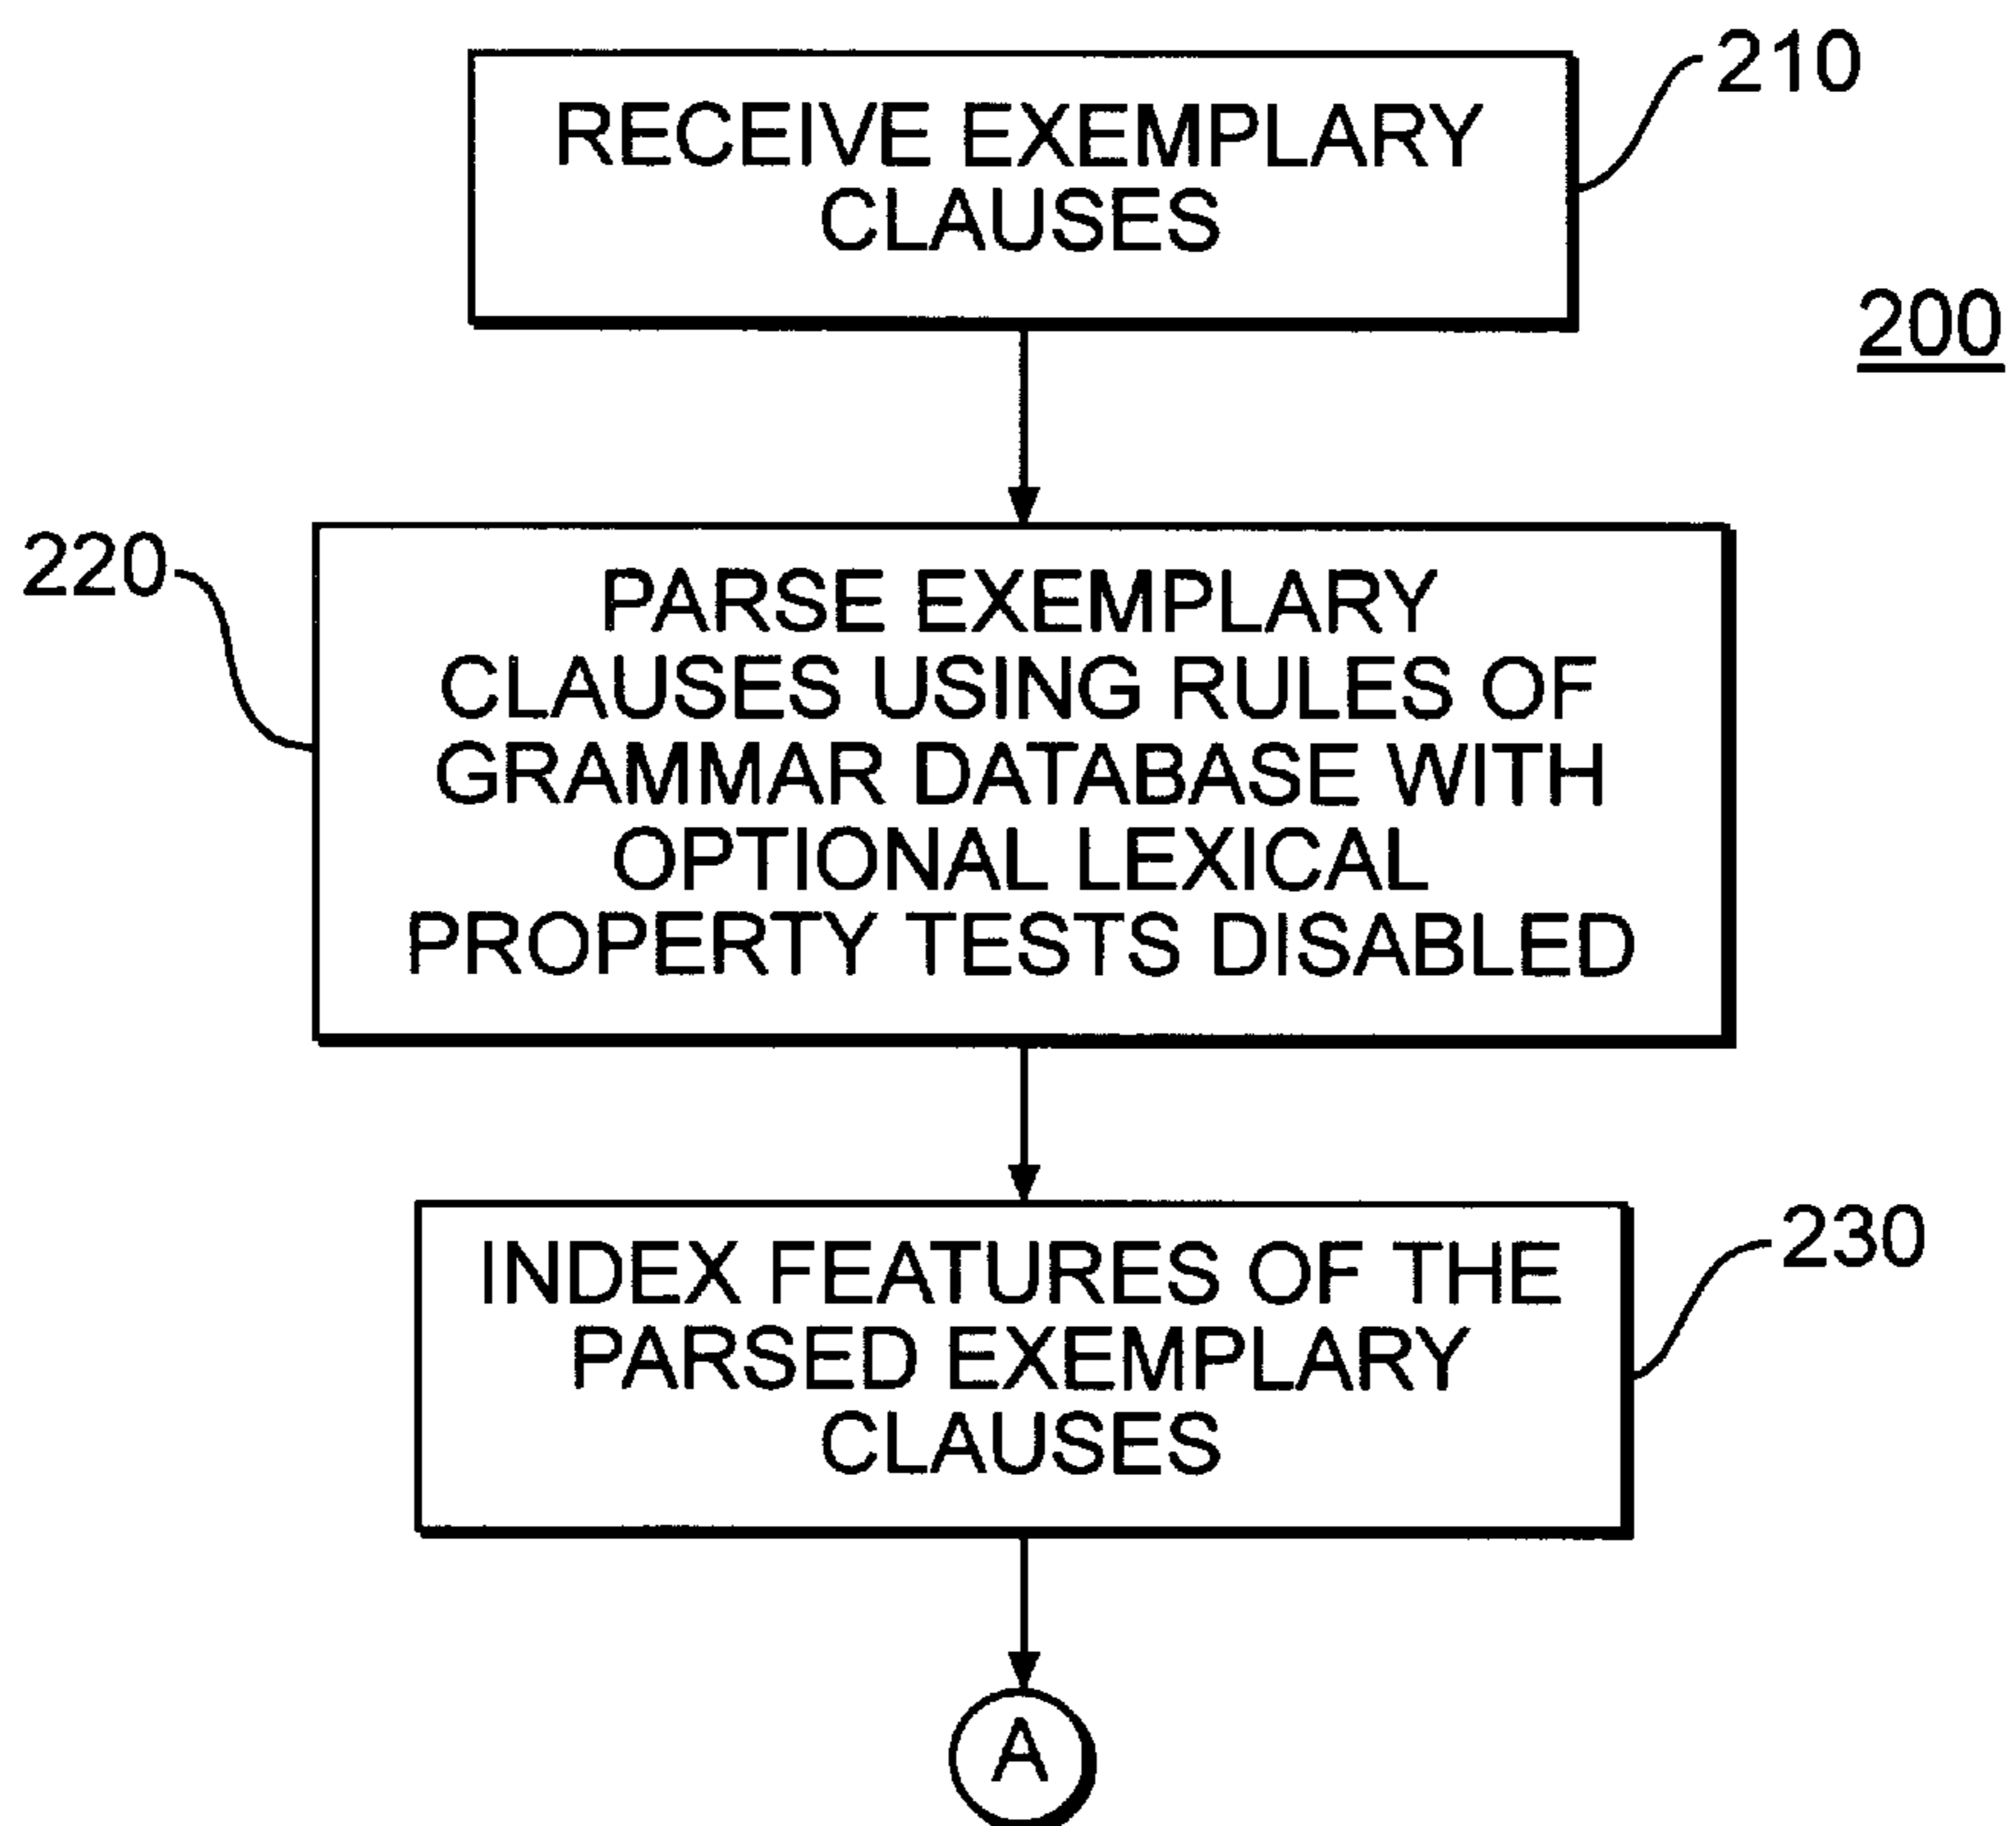 RECEIVE EXEMPLARY
CLAUSES
210
200
220
PARSE EXEMPLARY
CLAUSES USING RULES OF
GRAMMAR DATABASE WITH
OPTIONAL LEXICAL
PROPERTY TESTS DISABLED
INDEX FEATURES OF THE
PARSED EXEMPLARY
CLAUSES
230
A